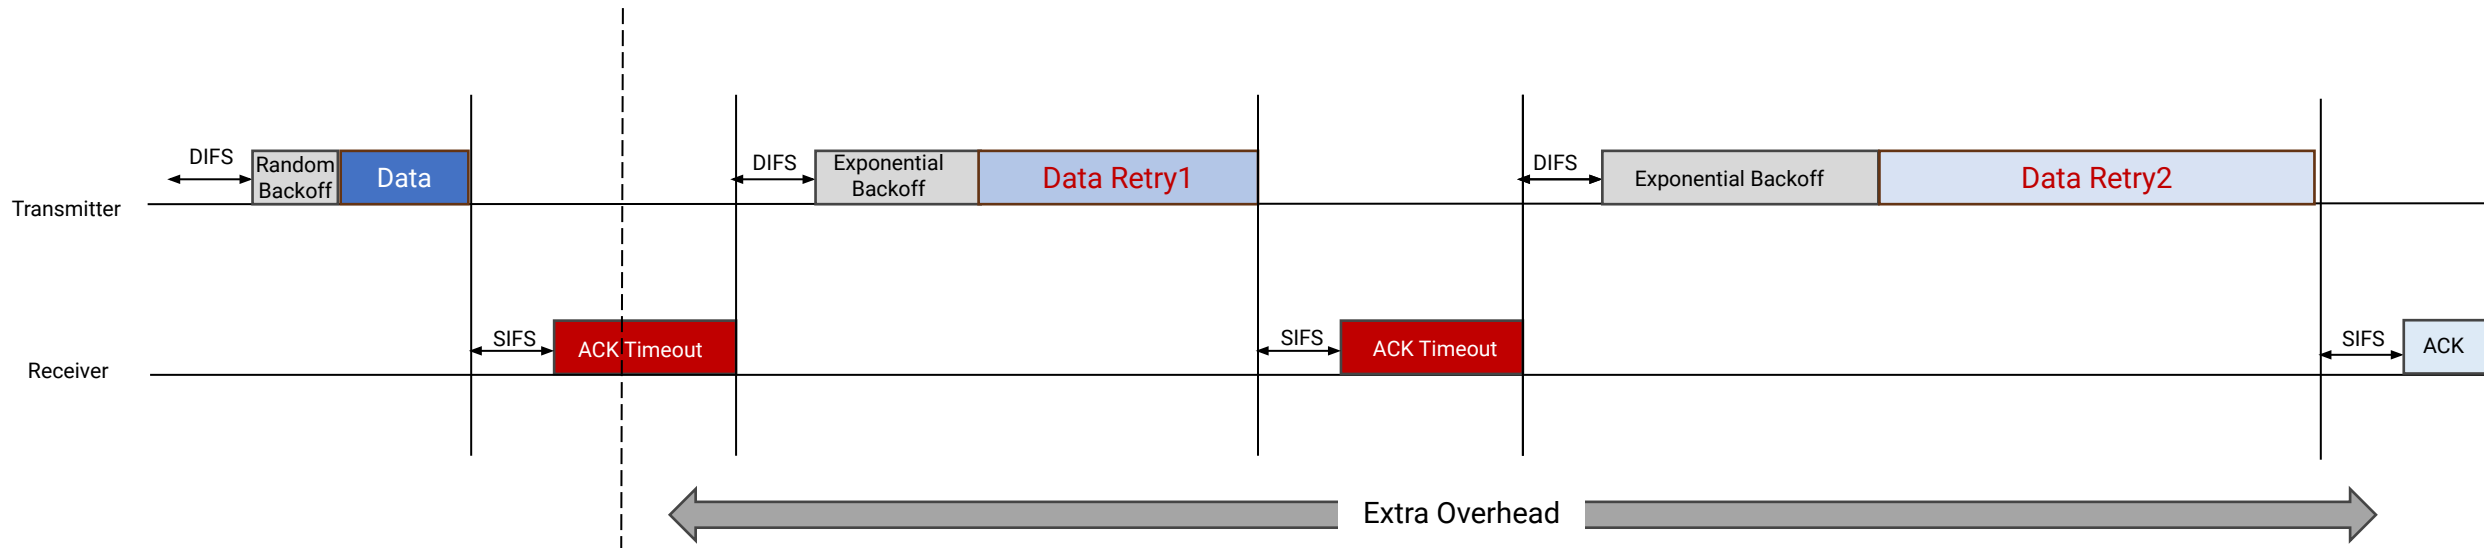 DIFS
Random
Backoff
Data
DIFS
Exponential
Backoff
Data Retry1
DIFS
Exponential Backoff
Data Retry2
Transmitter
SIFS
ACK Timeout
SIFS
ACK Timeout
SIFS
ACK
Receiver
Extra Overhead